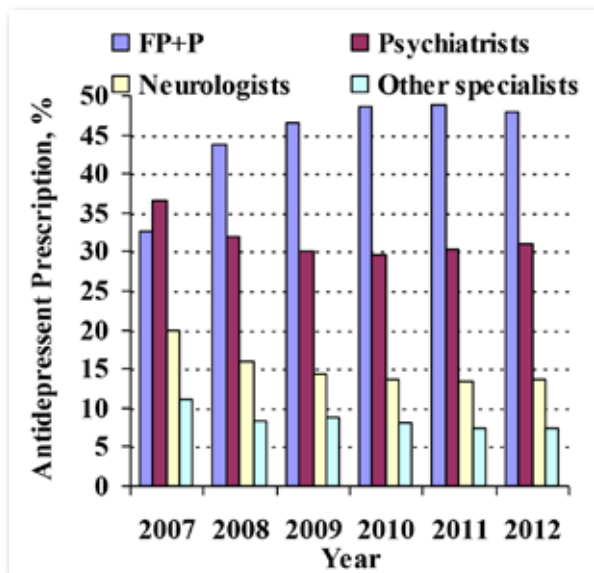 FP+P Psychiatrists
Neurologists Other specialists
Antidepressent Prescription, %
50
45
40
35
30
25
20
15
10
5
0
2007 2008 2009 2010 2011 2012
Year